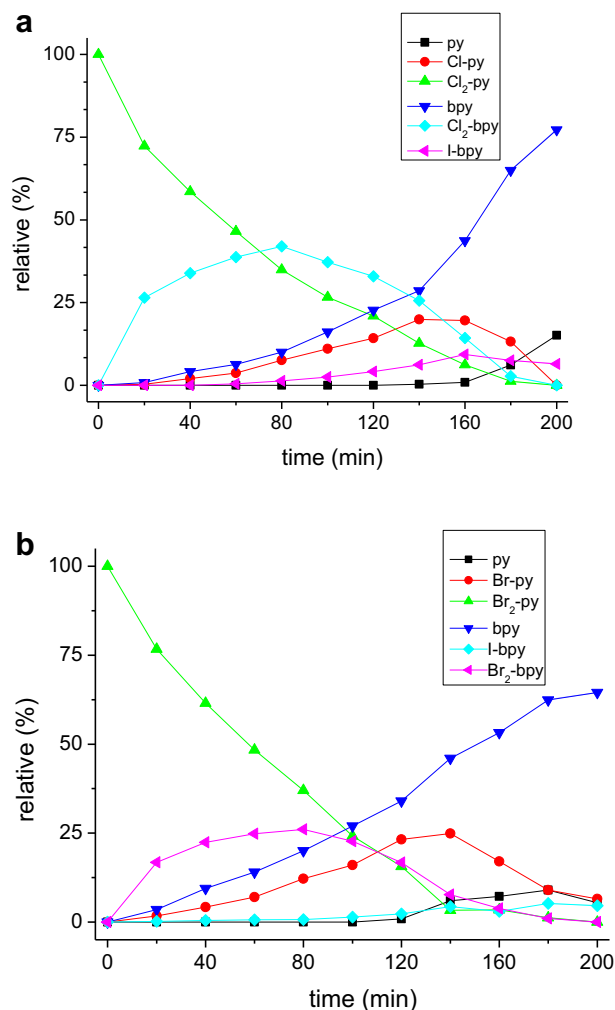 a
py
Cl-py
Cl₂-py
bpy
Cl₂-bpy
I-bpy
100
75
50
25
0
relative (%)
0 40 80 120 160 200
time (min)
b
py
Br-py
Br₂-py
bpy
I-bpy
Br₂-bpy
100
75
50
25
0
relative (%)
0 40 80 120 160 200
time (min)